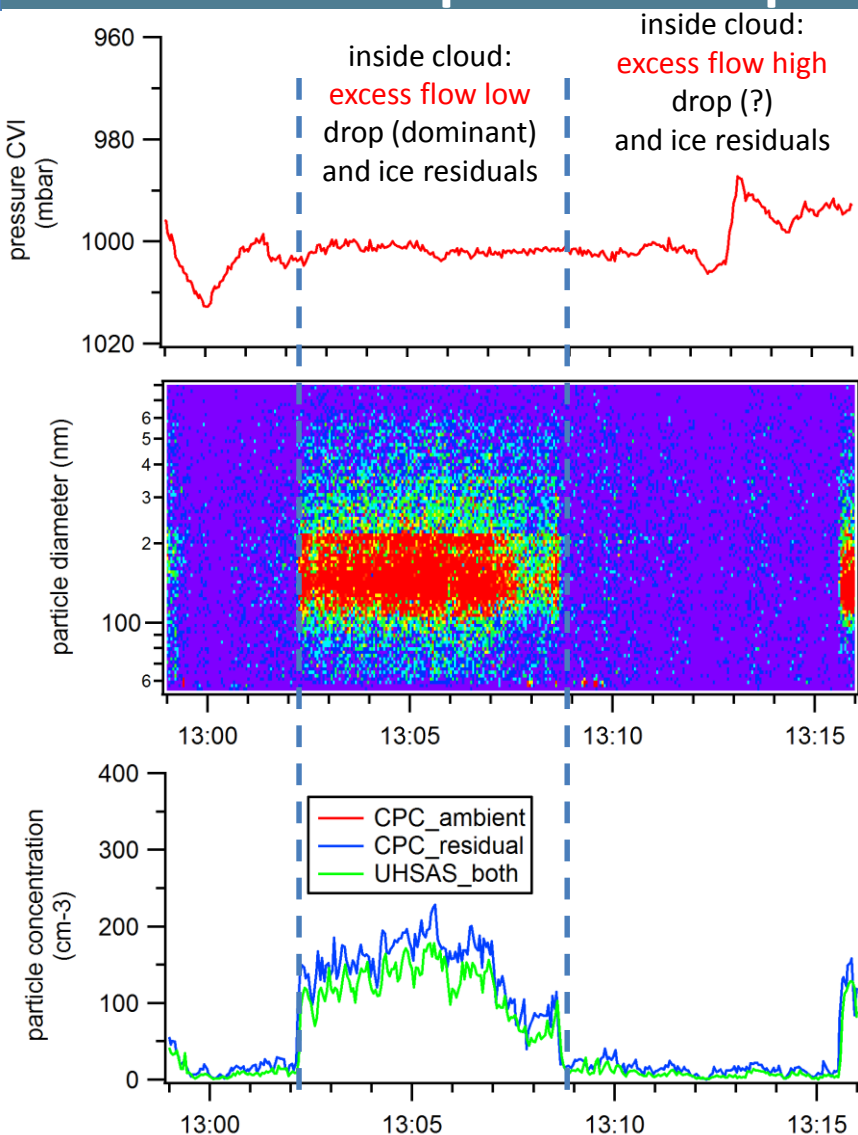 inside cloud:
excess flow low
drop (dominant)
and ice residuals
inside cloud:
excess flow high
drop (?)
and ice residuals
pressure CVI
(mbar)
960
980
1000
1020
particle diameter (nm)
6
5
4
3
2
100
6
13:00 13:05 13:10 13:15
particle concentration
(cm-3)
400
300
200
100
0
CPC_ambient
CPC_residual
UHSAS_both
13:00 13:05 13:10 13:15